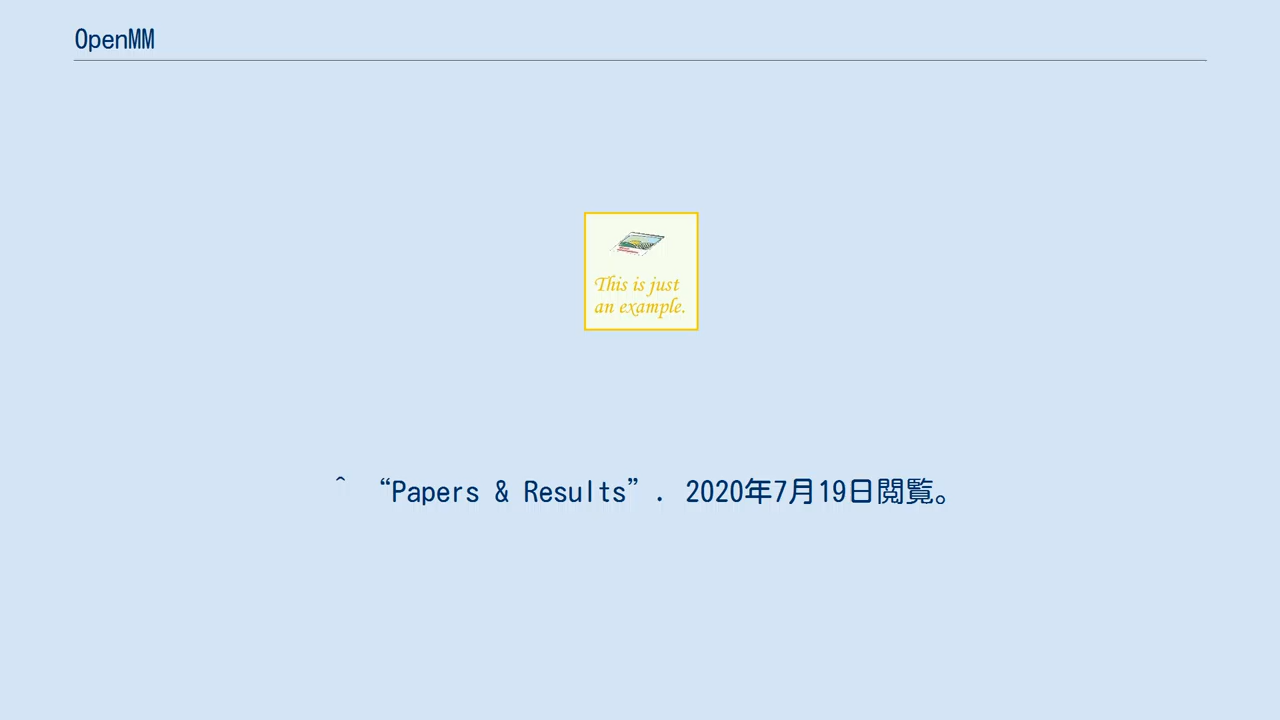 OpenMM
This is just
an example.
^ “Papers & Results”. 2020年7月19日閲覧。